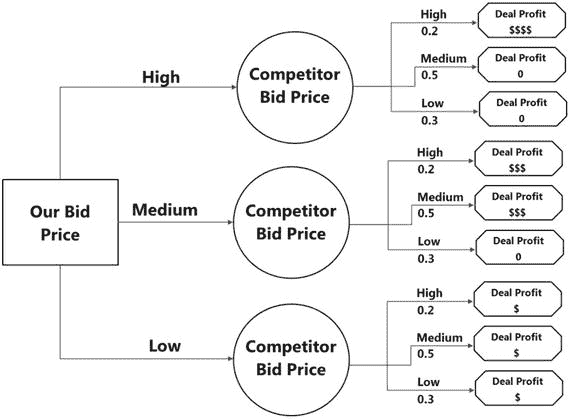 Our Bid
Price
High
Competitor
Bid Price
High
0.2
Deal Profit
$$$$
Medium
0.5
Deal Profit
0
Low
0.3
Deal Profit
0
Medium
Competitor
Bid Price
High
0.2
Deal Profit
$$$
Medium
0.5
Deal Profit
$$$
Low
0.3
Deal Profit
0
Low
Competitor
Bid Price
High
0.2
Deal Profit
$
Medium
0.5
Deal Profit
$
Low
0.3
Deal Profit
$